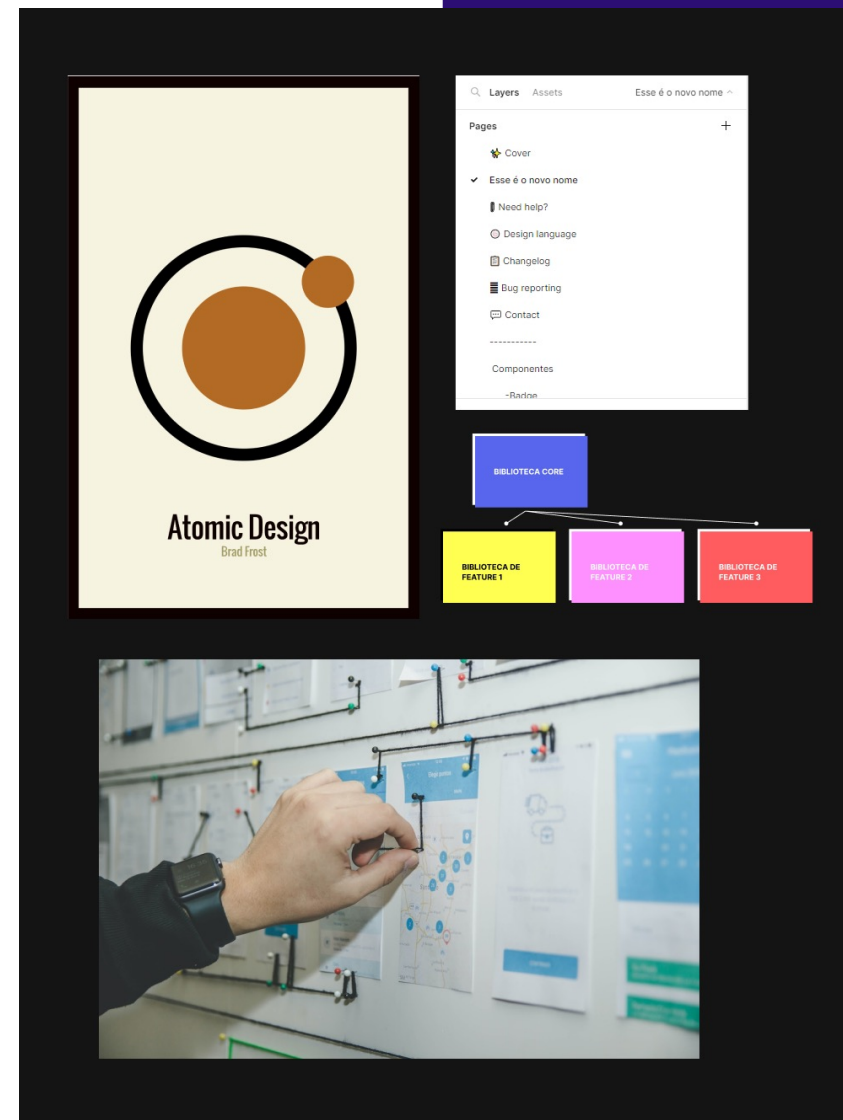 Atomic Design
Brad Frost
Layers Assets Esse é o novo nome
Pages
Cover
Esse é o novo nome
Need help?
Design language
Changelog
Bug reporting
Contact
-----------
Componentes
-Badge
BIBLIOTECA CORE
BIBLIOTECA DE
FEATURE 1
BIBLIOTECA DE
FEATURE 2
BIBLIOTECA DE
FEATURE 3